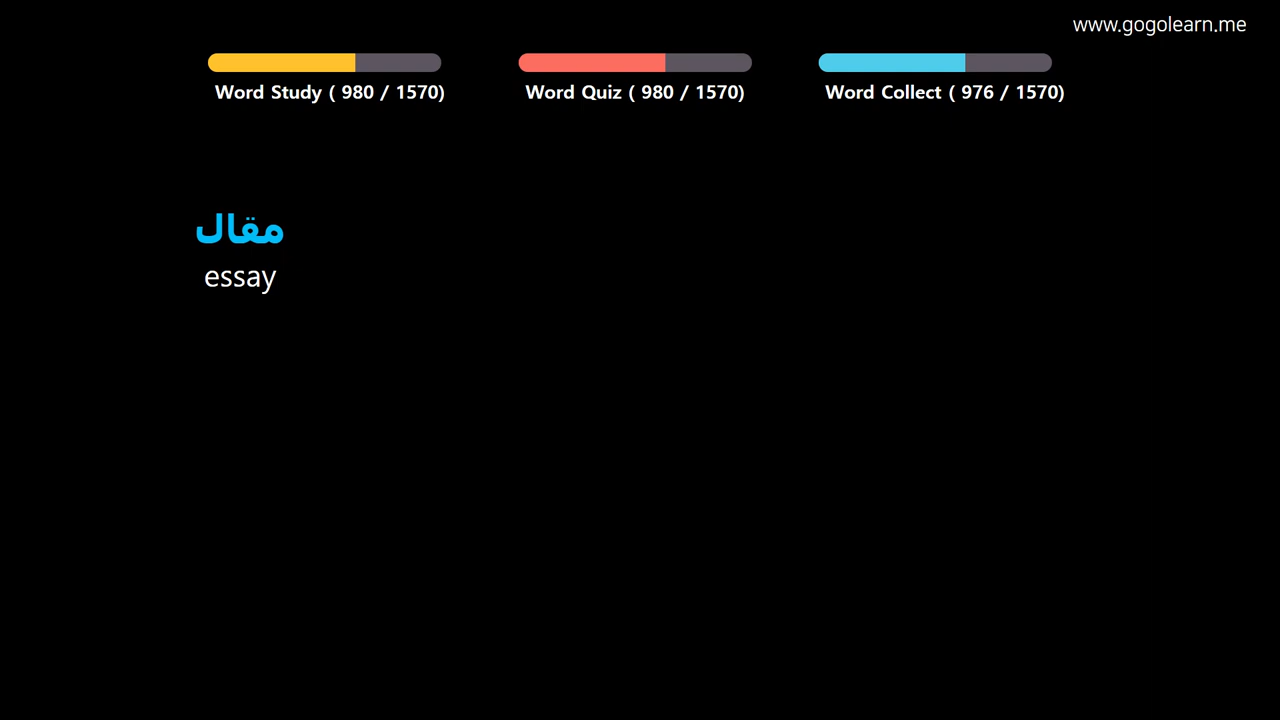 www.gogolearn.me
Word Study ( 980 / 1570)
Word Quiz ( 980 / 1570)
Word Collect ( 976 / 1570)
مقال
essay